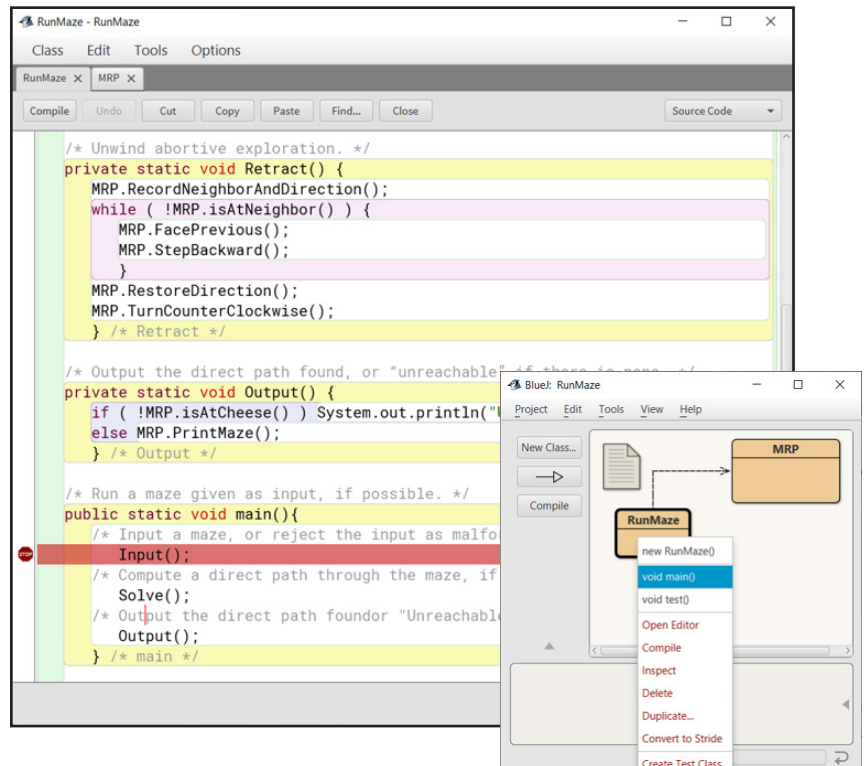 RunMaze - RunMaze
Class Edit Tools Options
RunMaze MRP
Compile Undo Cut Copy Paste Find... Close Source Code
/* Unwind abortive exploration. */
private static void Retract() {
MRP.RecordNeighborAndDirection();
while ( !MRP.isAtNeighbor() ) {
MRP.FacePrevious();
MRP.StepBackward();
}
MRP.RestoreDirection();
MRP.TurnCounterClockwise();
} /* Retract */
/* Output the direct path found, or "unreachable" if there is none. */
private static void Output() {
if ( !MRP.isAtCheese() ) System.out.println("
else MRP.PrintMaze();
} /* Output */
/* Run a maze given as input, if possible. */
public static void main(){
/* Input a maze, or reject the input as malfo
STOP Input();
/* Compute a direct path through the maze, if
Solve();
/* Output the direct path foundor "Unreachabl
Output();
} /* main */
BlueJ: RunMaze
Project Edit Tools View Help
New Class...
Compile
MRP
RunMaze
new RunMaze()
void main()
void test()
Open Editor
Compile
Inspect
Delete
Duplicate...
Convert to Stride
Create Test Class